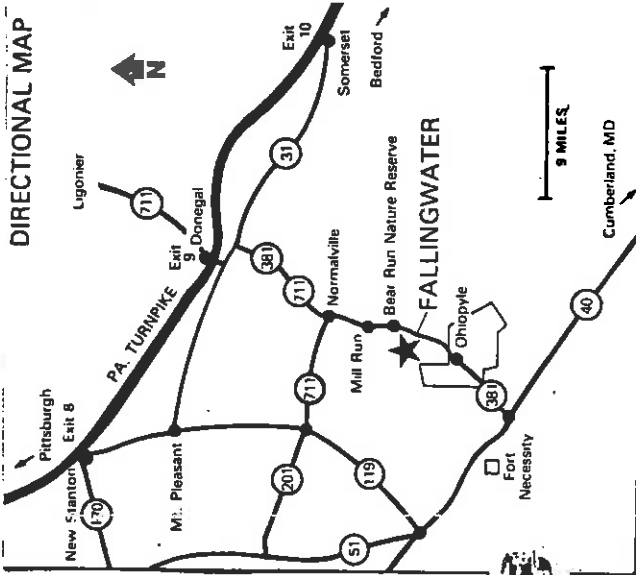 DIRECTIONAL MAP
N
Pittsburgh
Exit 8
New Stanton
PA. TURNPIKE
Ligonier
711
Exit
9
Donegal
Exit
10
Somerset
Bedford
31
Mt. Pleasant
381
711
Normalville
711
201
119
51
Mill Run
Bear Run Nature Reserve
FALLINGWATER
Ohiopyle
381
Fort
Necessity
40
9 MILES
Cumberland, MD